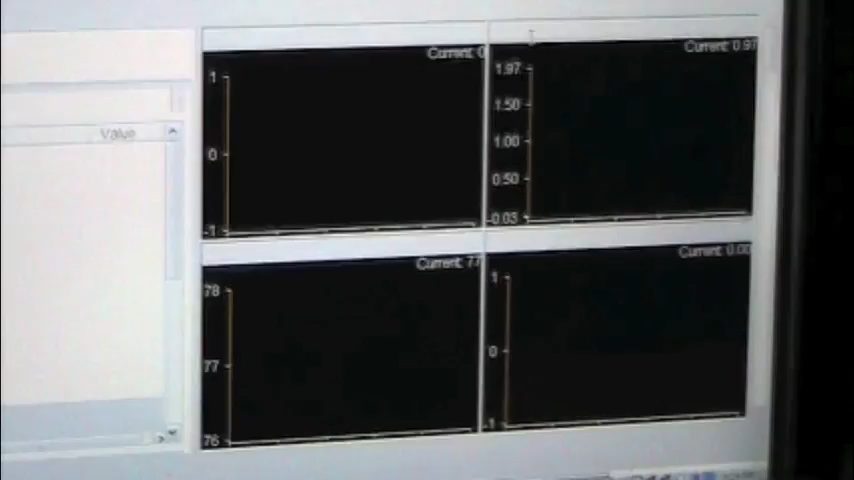 Value
Current: 0
1
0
-1
Current: 0.97
1.97
1.50
1.00
0.50
-0.03
Current: 77
78
77
76
Current: 0.00
1
0
-1